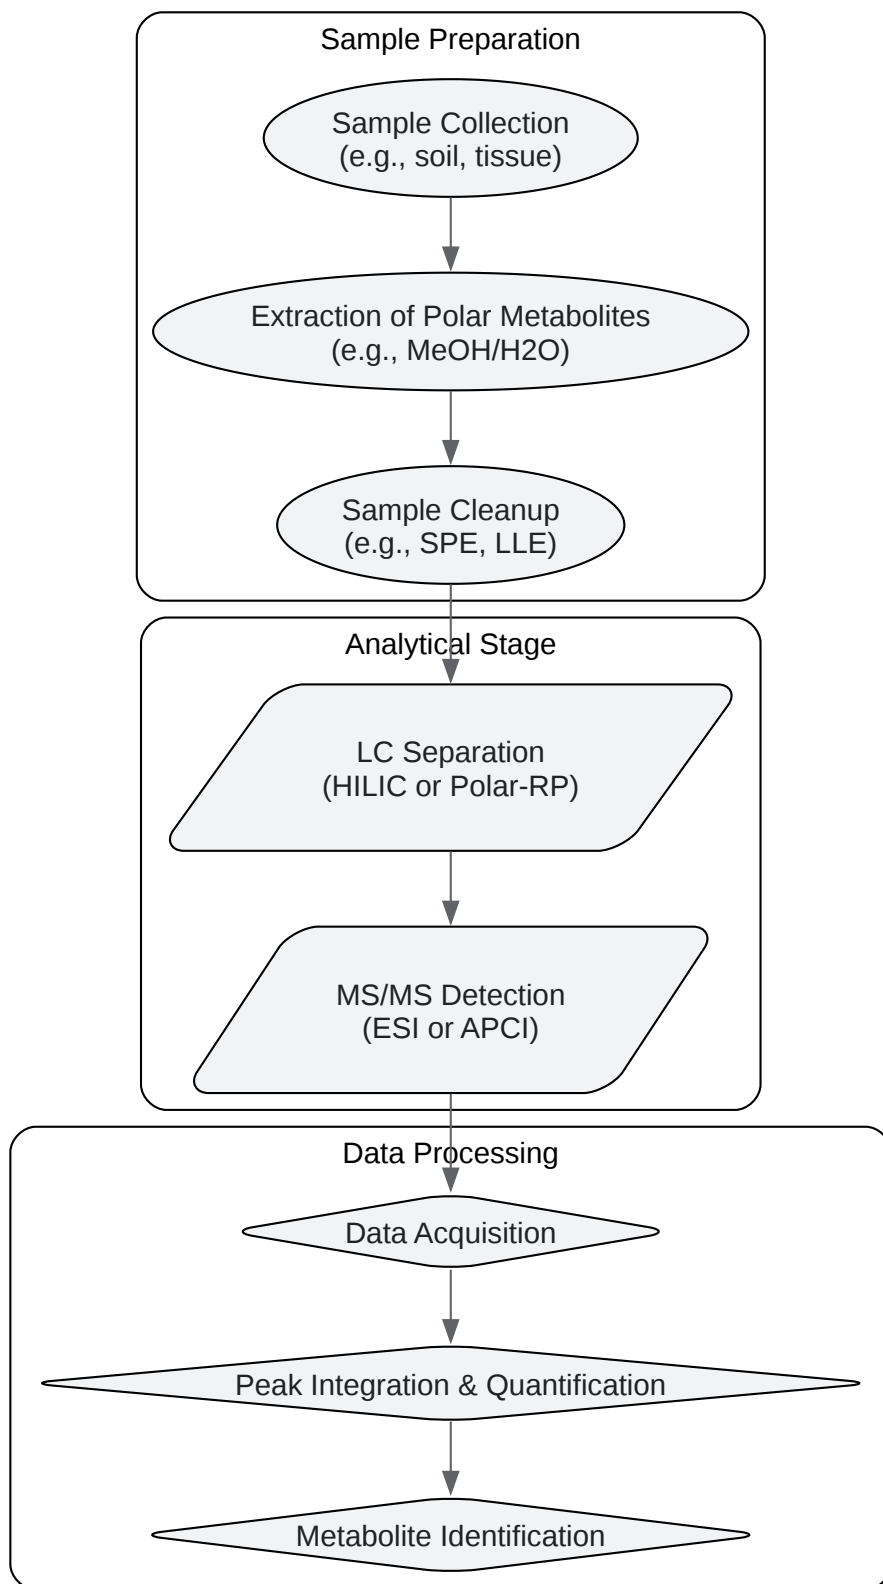 Sample Preparation
Sample Collection
(e.g., soil, tissue)
Extraction of Polar Metabolites
(e.g., MeOH/H2O)
Sample Cleanup
(e.g., SPE, LLE)
Analytical Stage
LC Separation
(HILIC or Polar-RP)
MS/MS Detection
(ESI or APCI)
Data Processing
Data Acquisition
Peak Integration & Quantification
Metabolite Identification